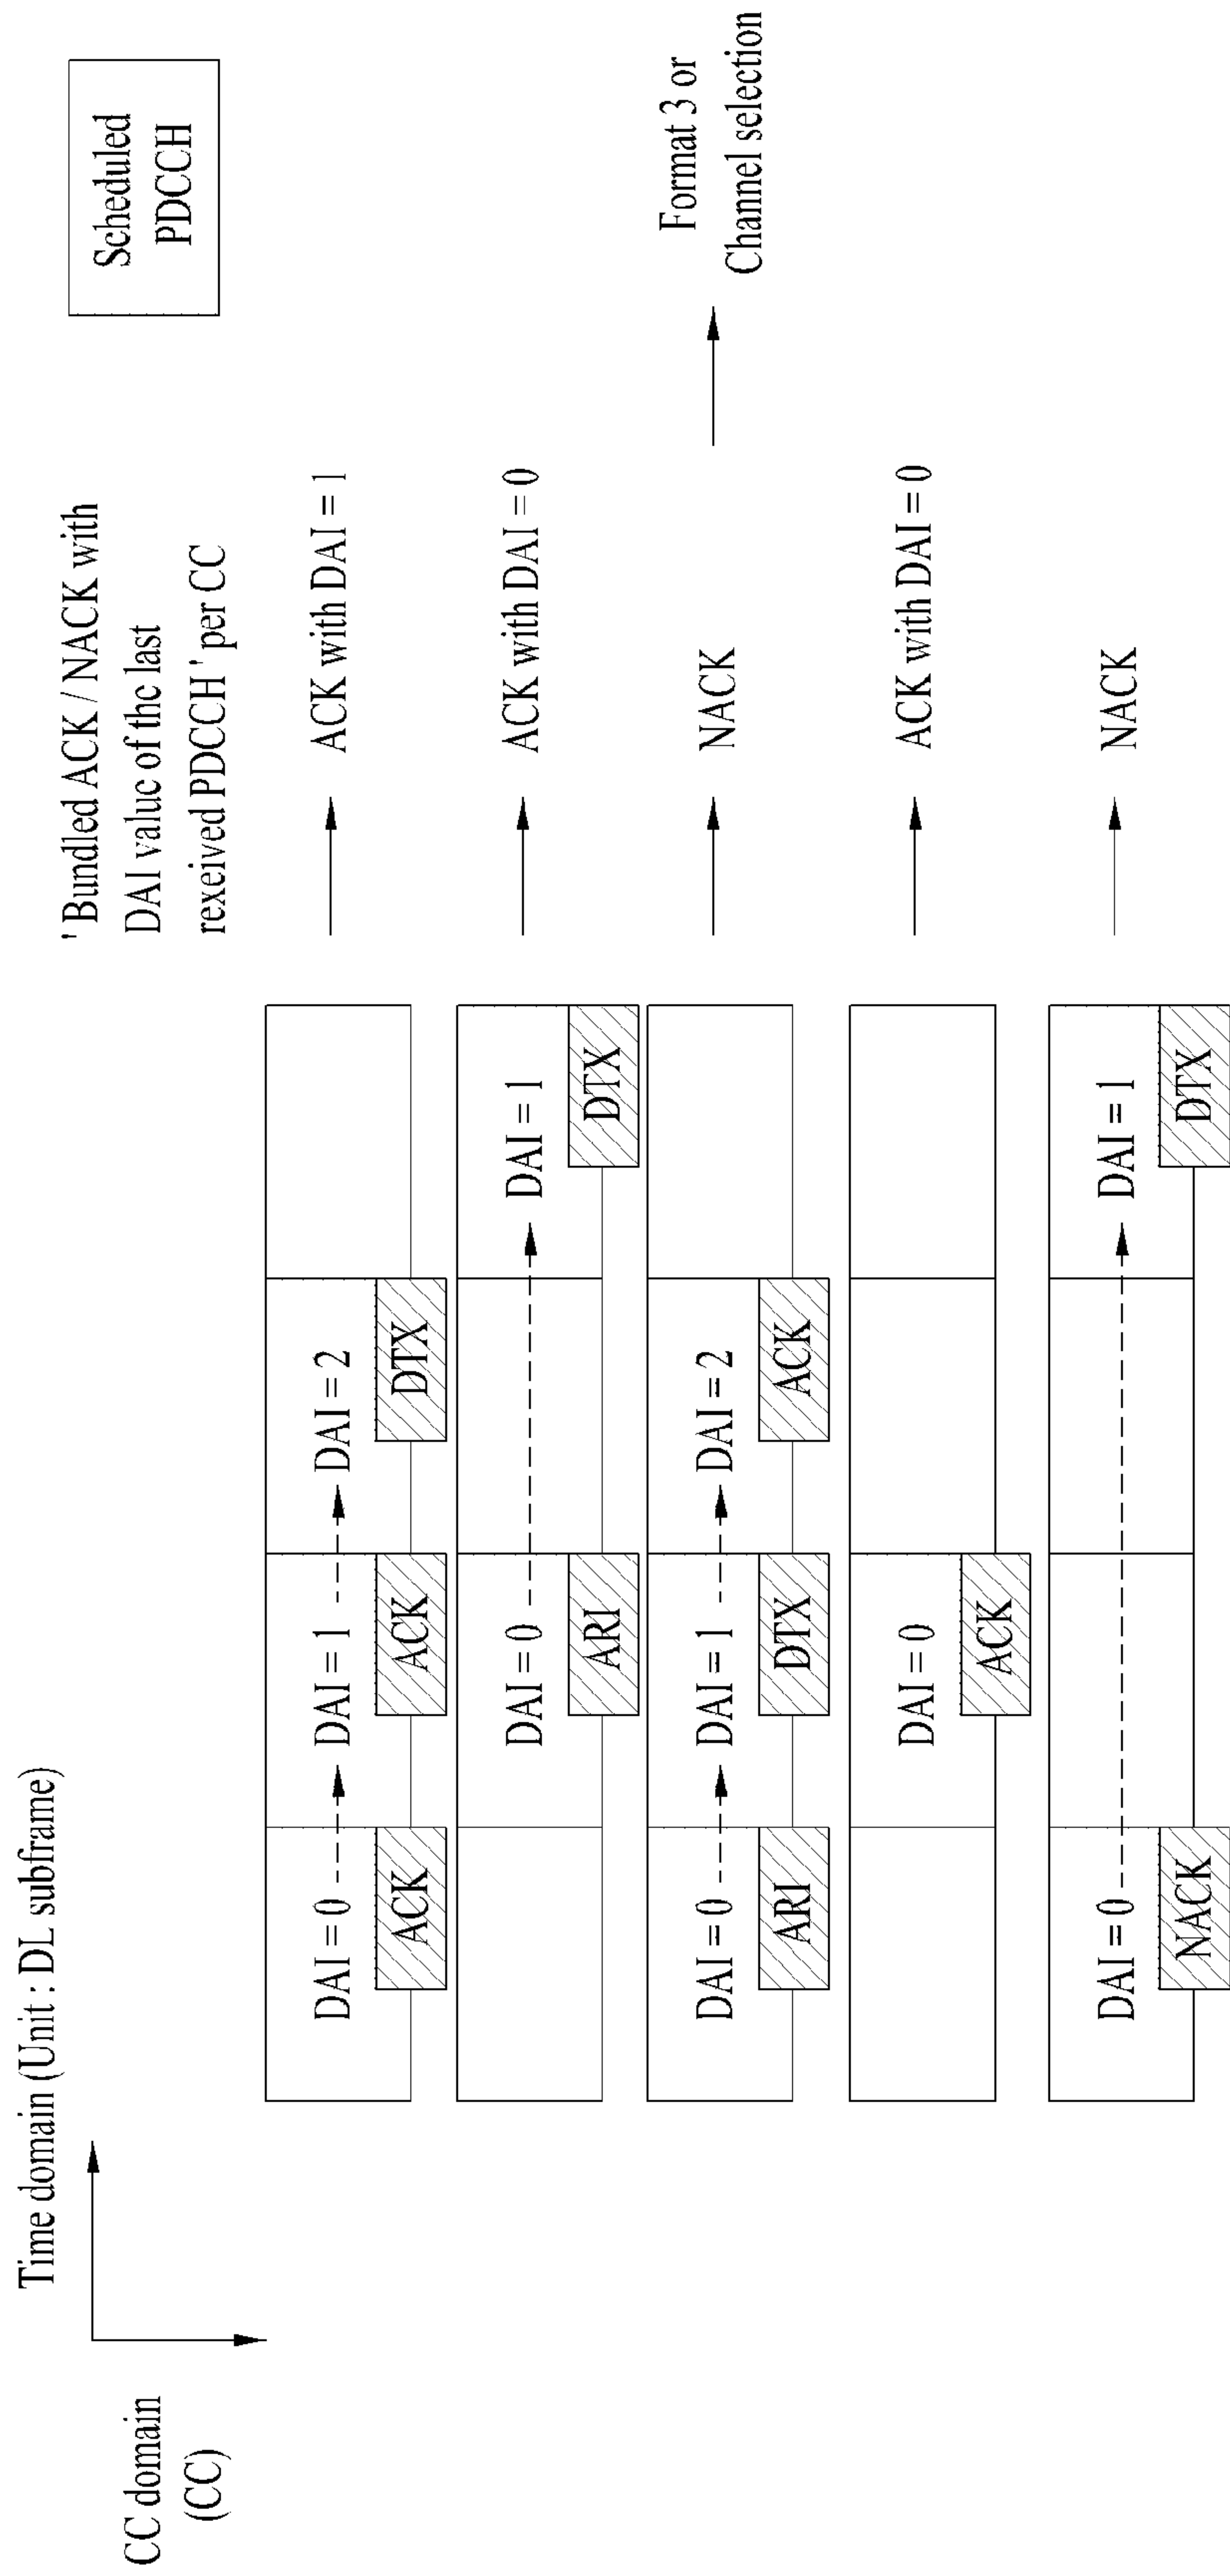 Time domain (Unit : DL subframe)
CC domain
(CC)
' Bundled ACK / NACK with
DAI value of the last
rexeived PDCCH ' per CC
Scheduled
PDCCH
DAI = 0
DAI = 1
DAI = 2
ACK
ACK
DTX
ACK with DAI = 1
DAI = 0
DAI = 1
ARI
DTX
ACK with DAI = 0
DAI = 0
DAI = 1
DAI = 2
ARI
DTX
ACK
NACK
Format 3 or
Channel selection
DAI = 0
ACK
ACK with DAI = 0
DAI = 0
DAI = 1
NACK
DTX
NACK